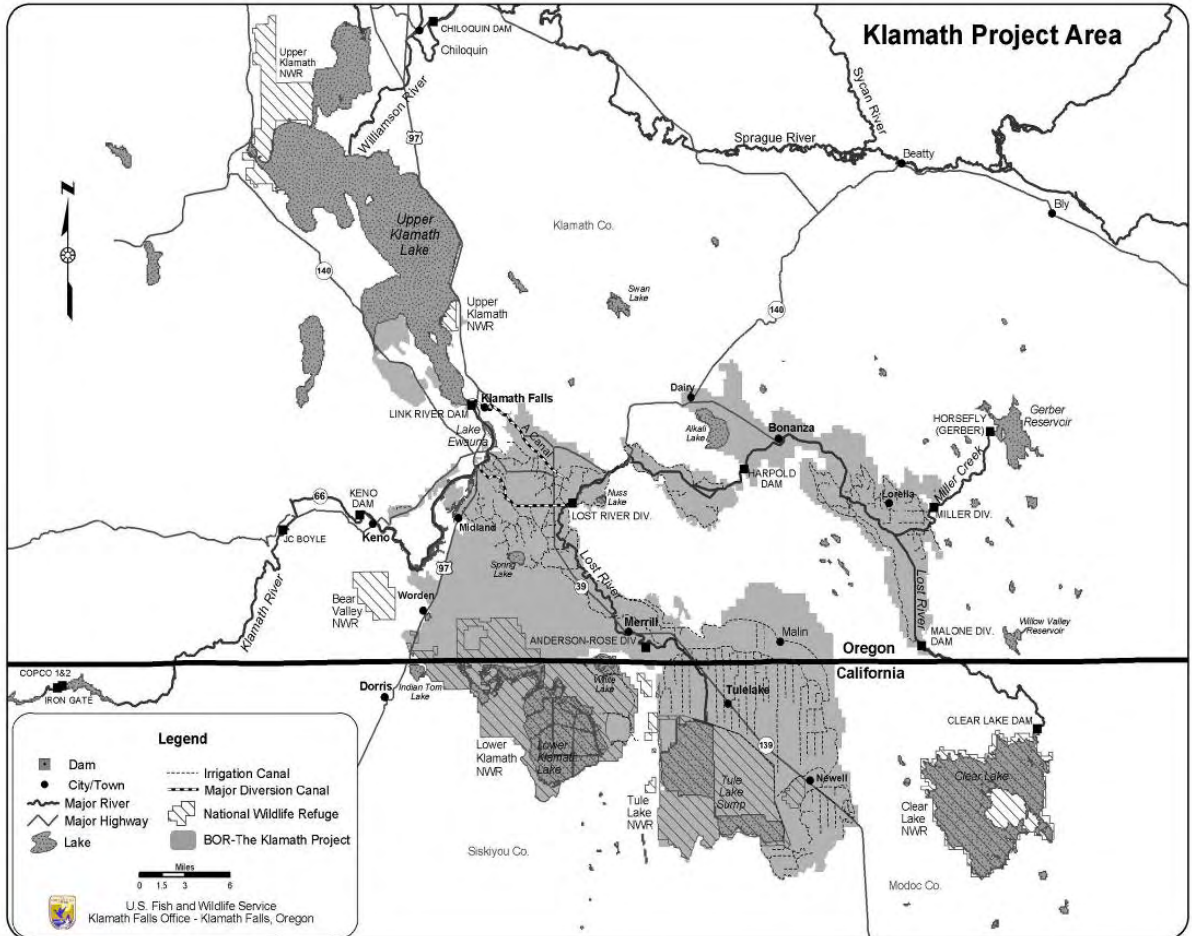 Klamath Project Area
CHILOQUIN DAM
Chiloquin
Upper
Klamath
NWR
Williamson River
97
Sycan River
Sprague River
Beatty
Bly
N
Upper
Klamath
Lake
Klamath Co.
140
Swan
Lake
140
Upper
Klamath
NWR
Dairy
Klamath Falls
LINK RIVER DAM
Lake
Ewauna
A Canal
Alkali
Lake
Bonanza
HORSEFLY
(GERBER)
Gerber
Reservoir
HARPOLD
DAM
Miller Creek
66
KENO
DAM
Keno
JC BOYLE
Midland
Nuss
Lake
LOST RIVER DIV.
Lorella
MILLER DIV.
Spring
Lake
97
39
Lost River
Lost River
Klamath River
Bear
Valley
NWR
Worden
Merrill
ANDERSON-ROSE DIV.
Malin
MALONE DIV.
DAM
Willow Valley
Reservoir
Oregon
California
COPCO 1&2
IRON GATE
Dorris
Indian Tom
Lake
White
Lake
Tulelake
CLEAR LAKE DAM
Lower
Klamath
NWR
Lower
Klamath
Lake
139
Tule
Lake
Sump
Newell
Tule
Lake
NWR
Clear Lake
Clear
Lake
NWR
Siskiyou Co.
Modoc Co.
Legend
Dam
City/Town
Major River
Major Highway
Lake
Irrigation Canal
Major Diversion Canal
National Wildlife Refuge
BOR-The Klamath Project
Miles
0 1.5 3 6
U.S. Fish and Wildlife Service
Klamath Falls Office - Klamath Falls, Oregon